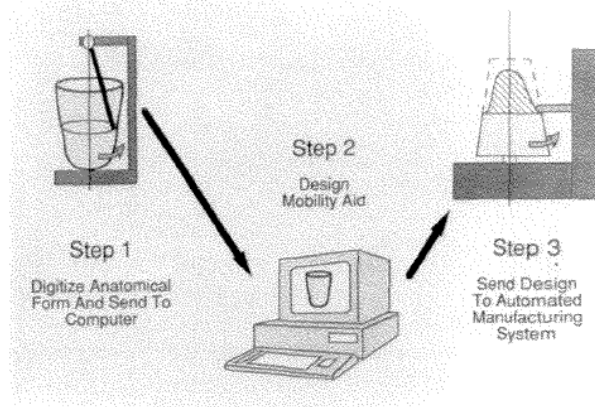 Step 1
Digitize Anatomical
Form And Send To
Computer
Step 2
Design
Mobility Aid
Step 3
Send Design
To Automated
Manufacturing
System